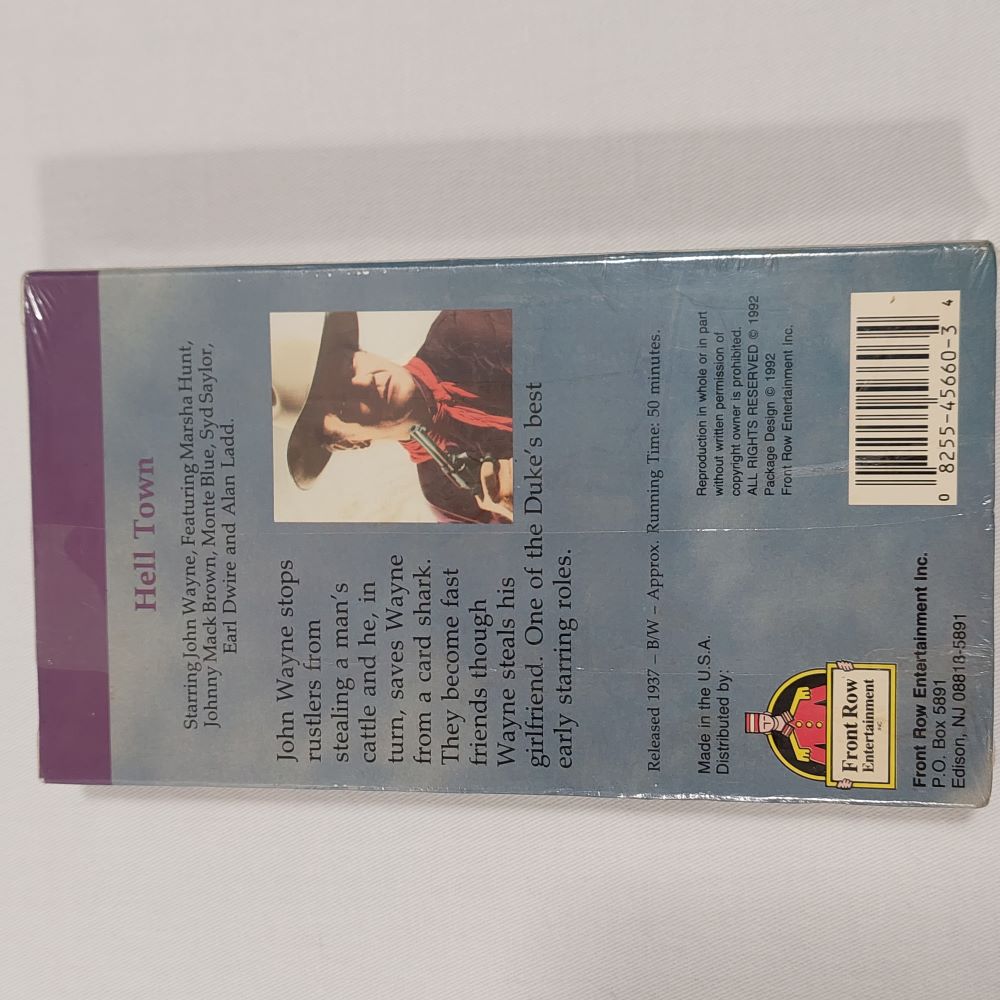 Hell Town
Starring John Wayne, Featuring Marsha Hunt,
Johnny Mack Brown, Monte Blue, Syd Saylor,
Earl Dwire and Alan Ladd.
John Wayne stops
rustlers from
stealing a man's
cattle and he, in
turn, saves Wayne
from a card shark.
They become fast
friends though
Wayne steals his
girlfriend. One of the Duke's best
early starring roles.
Released 1937 – B/W – Approx. Running Time: 50 minutes.
Made in the U.S.A.
Distributed by:
Front Row
Entertainment
INC.
Front Row Entertainment Inc.
P.O. Box 5891
Edison, NJ 08818-5891
Reproduction in whole or in part
without written permission of
copyright owner is prohibited.
ALL RIGHTS RESERVED © 1992
Package Design © 1992
Front Row Entertainment Inc.
0 8255-45660-3 4